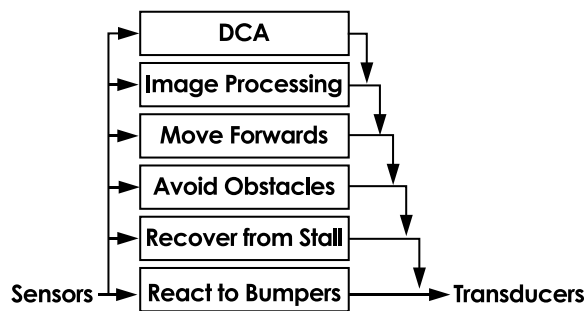 DCA
Image Processing
Move Forwards
Avoid Obstacles
Recover from Stall
Sensors
React to Bumpers
Transducers